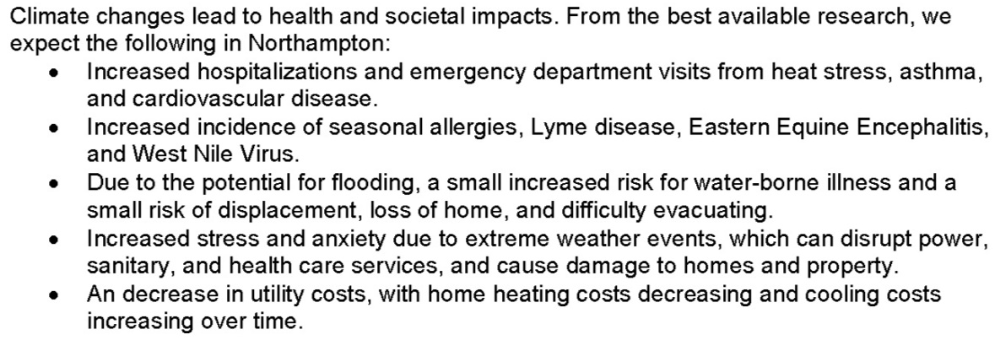 Climate changes lead to health and societal impacts. From the best available research, we
expect the following in Northampton:
• Increased hospitalizations and emergency department visits from heat stress, asthma,
and cardiovascular disease.
• Increased incidence of seasonal allergies, Lyme disease, Eastern Equine Encephalitis,
and West Nile Virus.
• Due to the potential for flooding, a small increased risk for water-borne illness and a
small risk of displacement, loss of home, and difficulty evacuating.
• Increased stress and anxiety due to extreme weather events, which can disrupt power,
sanitary, and health care services, and cause damage to homes and property.
• An decrease in utility costs, with home heating costs decreasing and cooling costs
increasing over time.